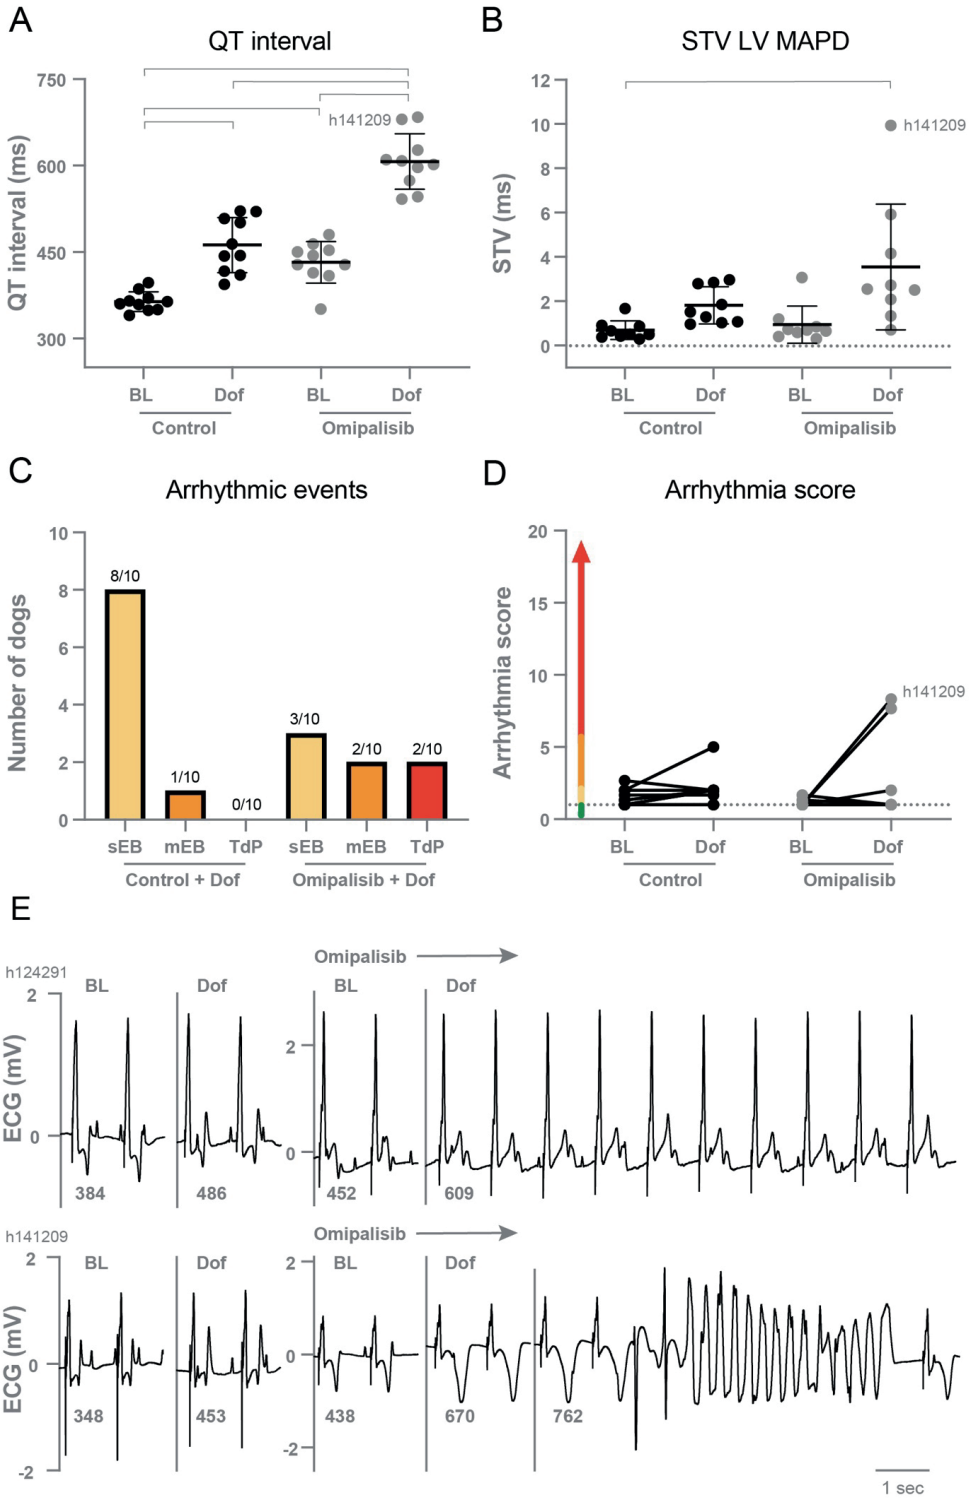 A
QT interval
QT interval (ms)
750
600
450
300
h141209
BL
Dof
BL
Dof
Control
Omipalisib
B
STV LV MAPD
STV (ms)
12
10
8
6
4
2
0
h141209
BL
Dof
BL
Dof
Control
Omipalisib
C
Arrhythmic events
Number of dogs
10
8
6
4
2
0
8/10
1/10
0/10
3/10
2/10
2/10
sEB
mEB
TdP
sEB
mEB
TdP
Control + Dof
Omipalisib + Dof
D
Arrhythmia score
Arrhythmia score
20
15
10
5
0
h141209
BL
Dof
BL
Dof
Control
Omipalisib
E
h124291
Omipalisib
BL
Dof
BL
Dof
ECG (mV)
2
0
2
0
384
486
452
609
h141209
Omipalisib
BL
Dof
BL
Dof
ECG (mV)
2
0
-2
2
0
-2
348
453
438
670
762
1 sec